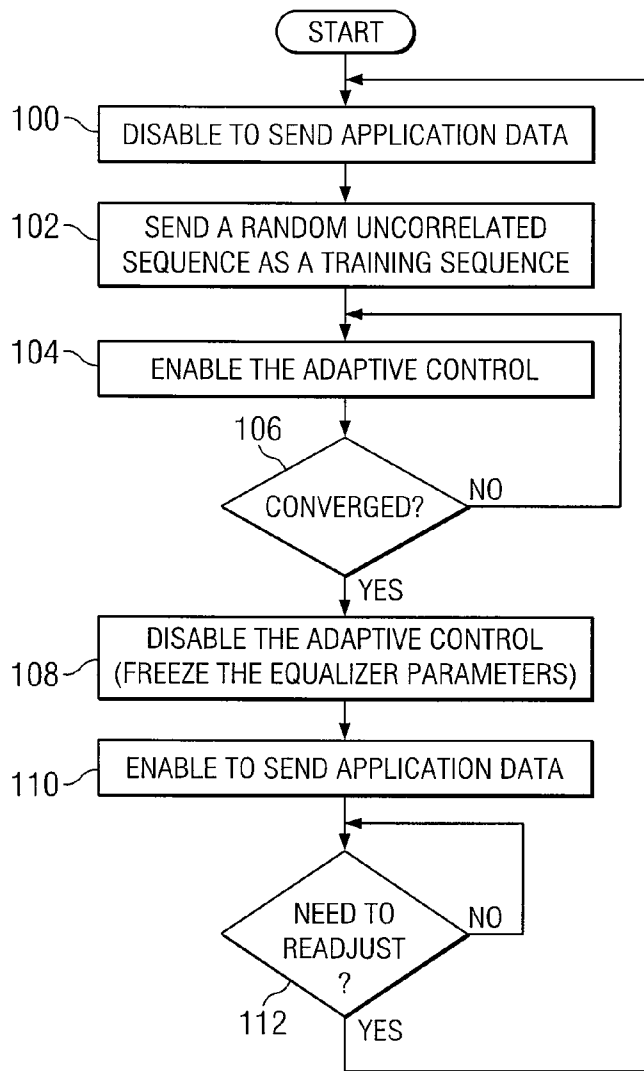 START
100
DISABLE TO SEND APPLICATION DATA
102
SEND A RANDOM UNCORRELATED
SEQUENCE AS A TRAINING SEQUENCE
104
ENABLE THE ADAPTIVE CONTROL
106
CONVERGED?
NO
YES
108
DISABLE THE ADAPTIVE CONTROL
(FREEZE THE EQUALIZER PARAMETERS)
110
ENABLE TO SEND APPLICATION DATA
NEED TO
READJUST
?
NO
112
YES